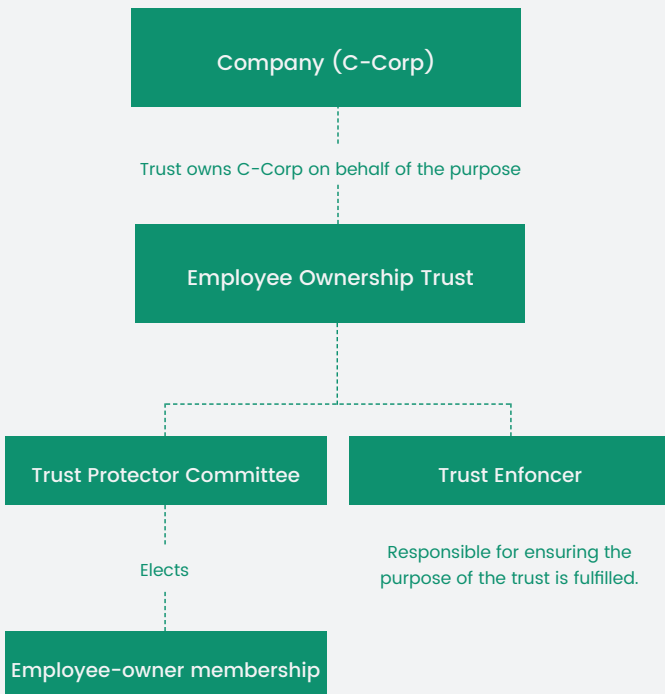 Company (C-Corp)
Trust owns C-Corp on behalf of the purpose
Employee Ownership Trust
Trust Protector Committee
Trust Enfoncer
Elects
Responsible for ensuring the
purpose of the trust is fulfilled.
Employee-owner membership